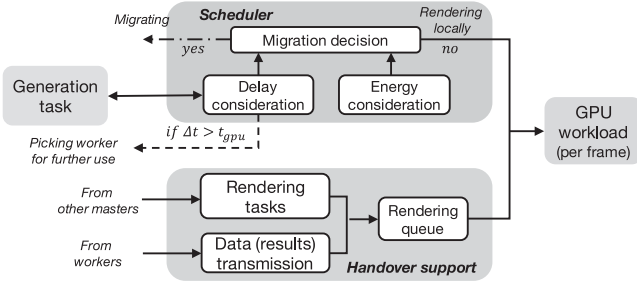 Migrating
Scheduler
Rendering
locally
yes
Migration decision
no
Generation
task
Delay
consideration
Energy
consideration
if Δt > t_gpu
Picking worker
for further use
GPU
workload
(per frame)
From
other masters
Rendering
tasks
Rendering
queue
From
workers
Data (results)
transmission
Handover support